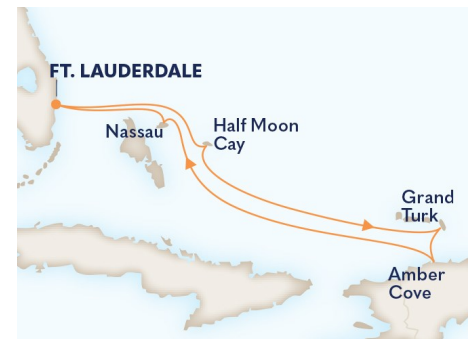 FT. LAUDERDALE
Nassau
Half Moon
Cay
Grand
Turk
Amber
Cove